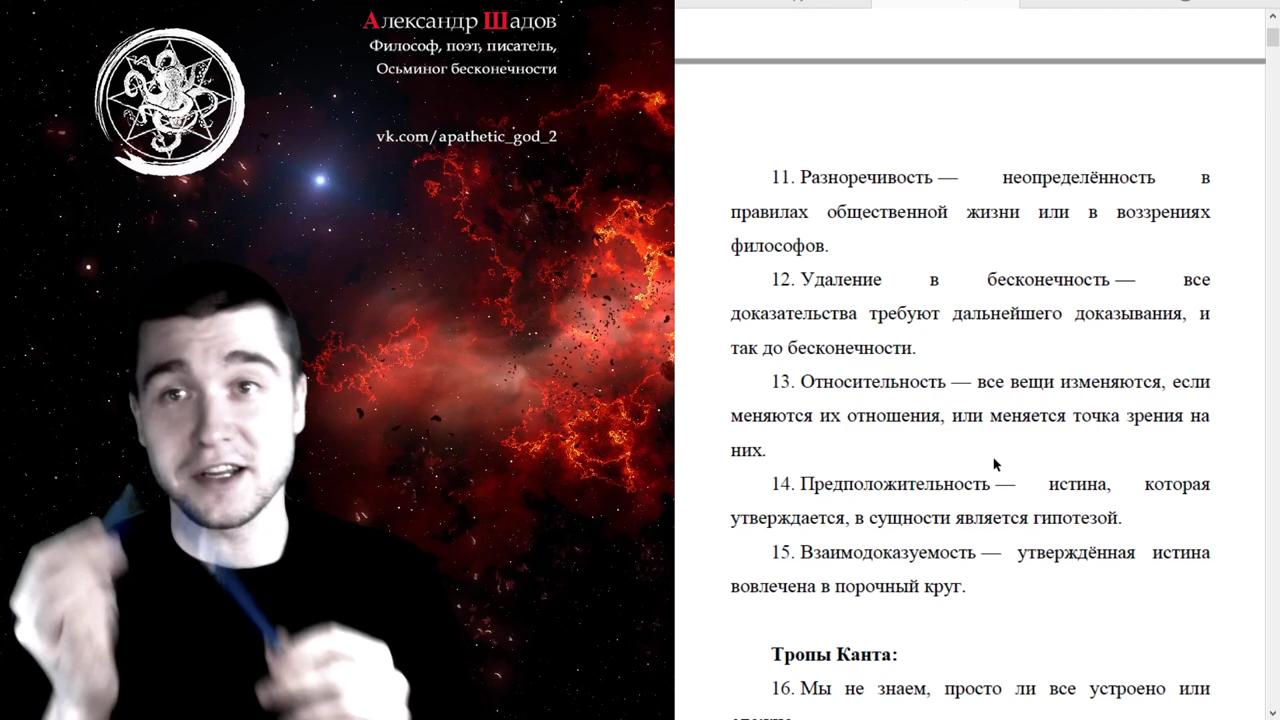 Александр Шадов
Философ, поэт, писатель,
Осьминог бесконечности
vk.com/apathetic_god_2
11. Разноречивость — неопределённость в
правилах общественной жизни или в воззрениях
философов.
12. Удаление в бесконечность — все
доказательства требуют дальнейшего доказывания, и
так до бесконечности.
13. Относительность — все вещи изменяются, если
меняются их отношения, или меняется точка зрения на
них.
14. Предположительность — истина, которая
утверждается, в сущности является гипотезой.
15. Взаимодоказуемость — утверждённая истина
вовлечена в порочный круг.
Тропы Канта:
16. Мы не знаем, просто ли все устроено или